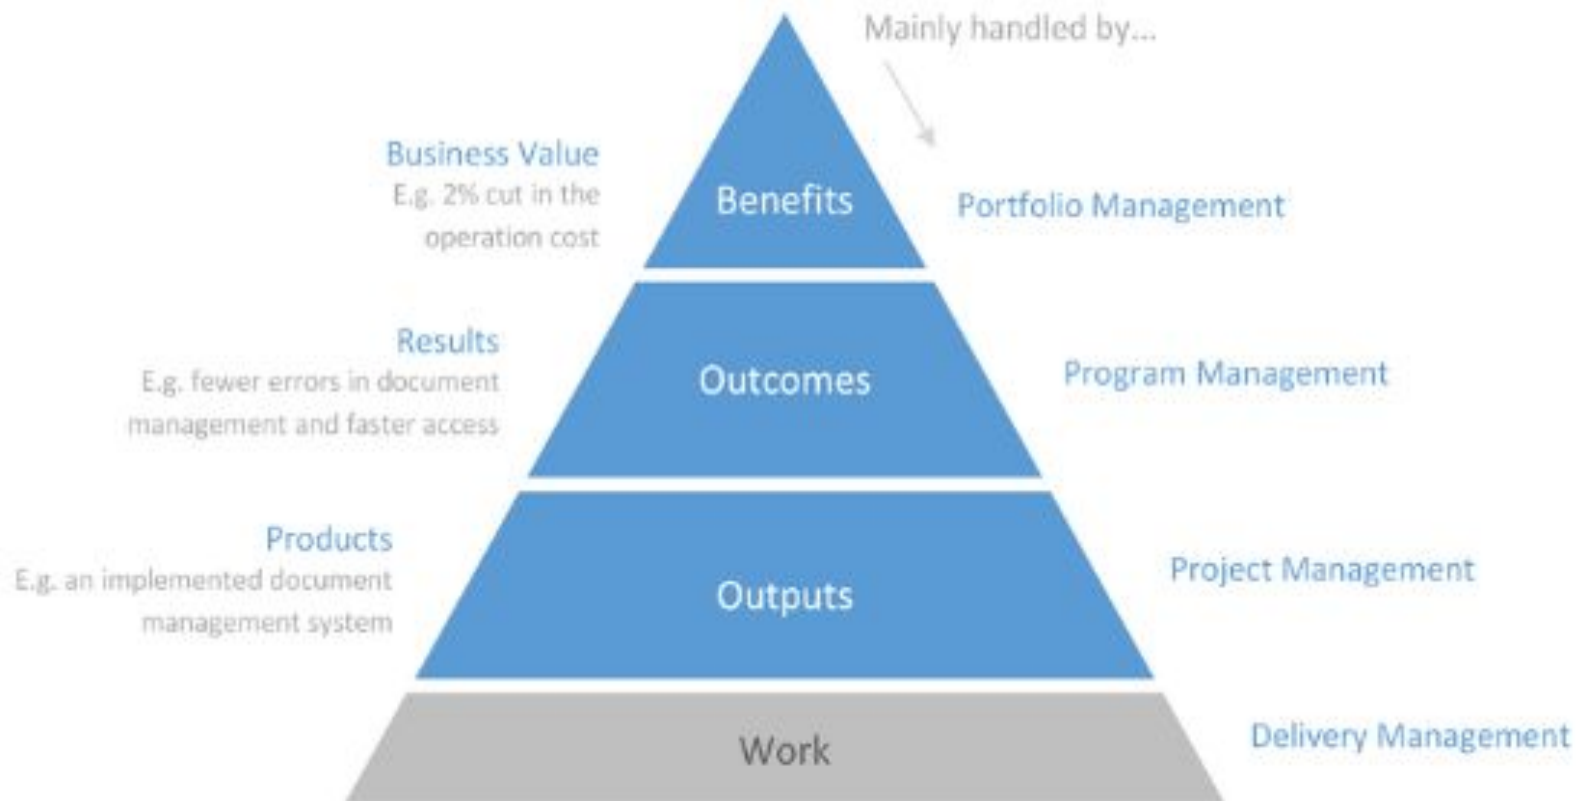 Mainly handled by...
Business Value
E.g. 2% cut in the
operation cost
Benefits
Portfolio Management
Results
E.g. fewer errors in document
management and faster access
Outcomes
Program Management
Products
E.g. an implemented document
management system
Outputs
Project Management
Work
Delivery Management